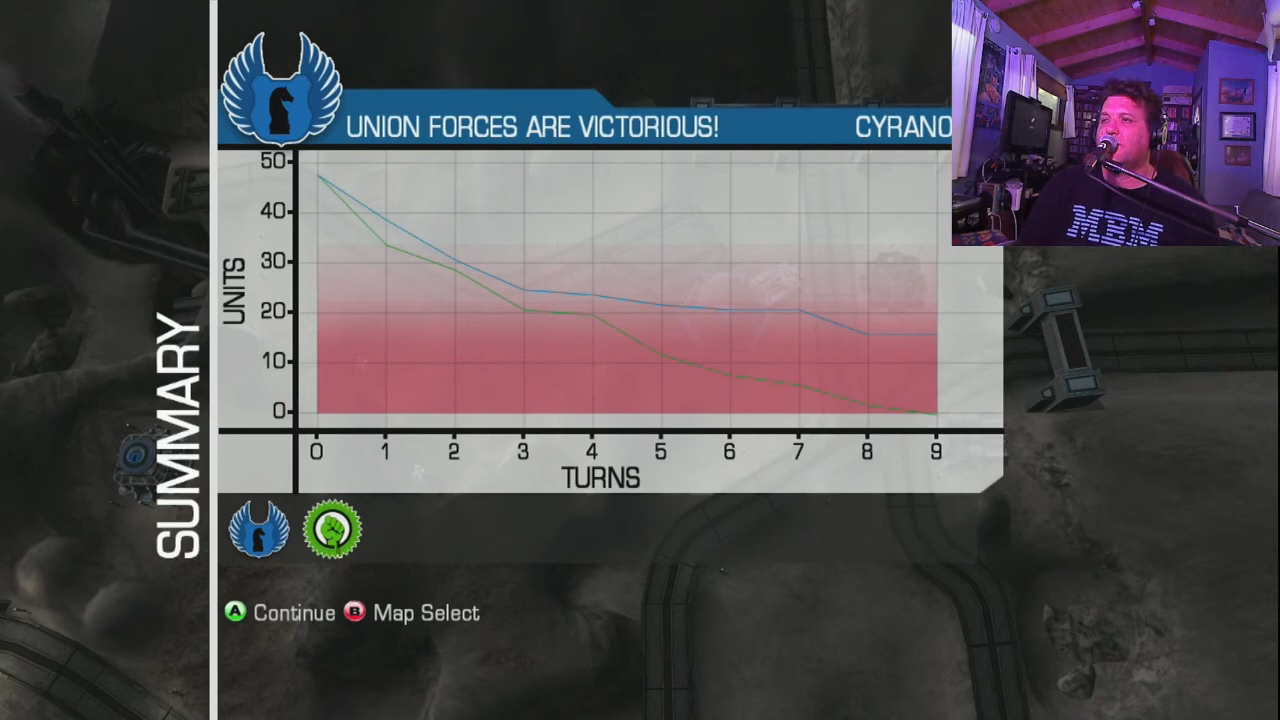 UNION FORCES ARE VICTORIOUS!
CYRANO
50
40
30
20
10
0
UNITS
0 1 2 3 4 5 6 7 8 9
TURNS
SUMMARY
A Continue B Map Select
MBM